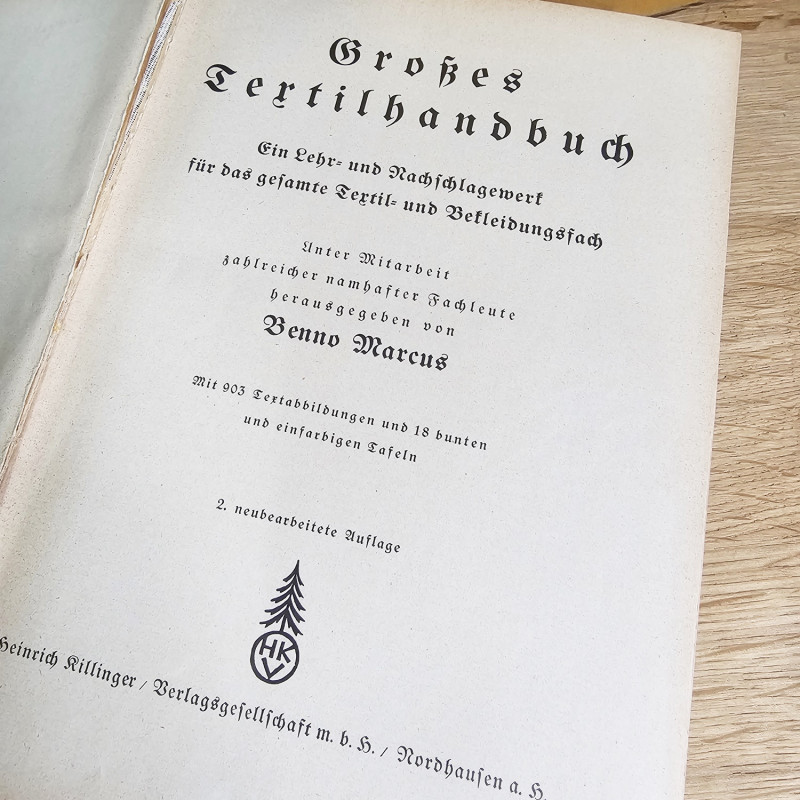 Großes
Textilhandbuch
Ein Lehr- und Nachschlagewerk
für das gesamte Textil- und Bekleidungsfach
Unter Mitarbeit
zahlreicher namhafter Fachleute
herausgegeben von
Benno Marcus
Mit 903 Textabbildungen und 18 bunten
und einfarbigen Tafeln
2. neubearbeitete Auflage
HKV
Heinrich Killinger / Verlagsgesellschaft m. b. H. / Nordhausen a. H.